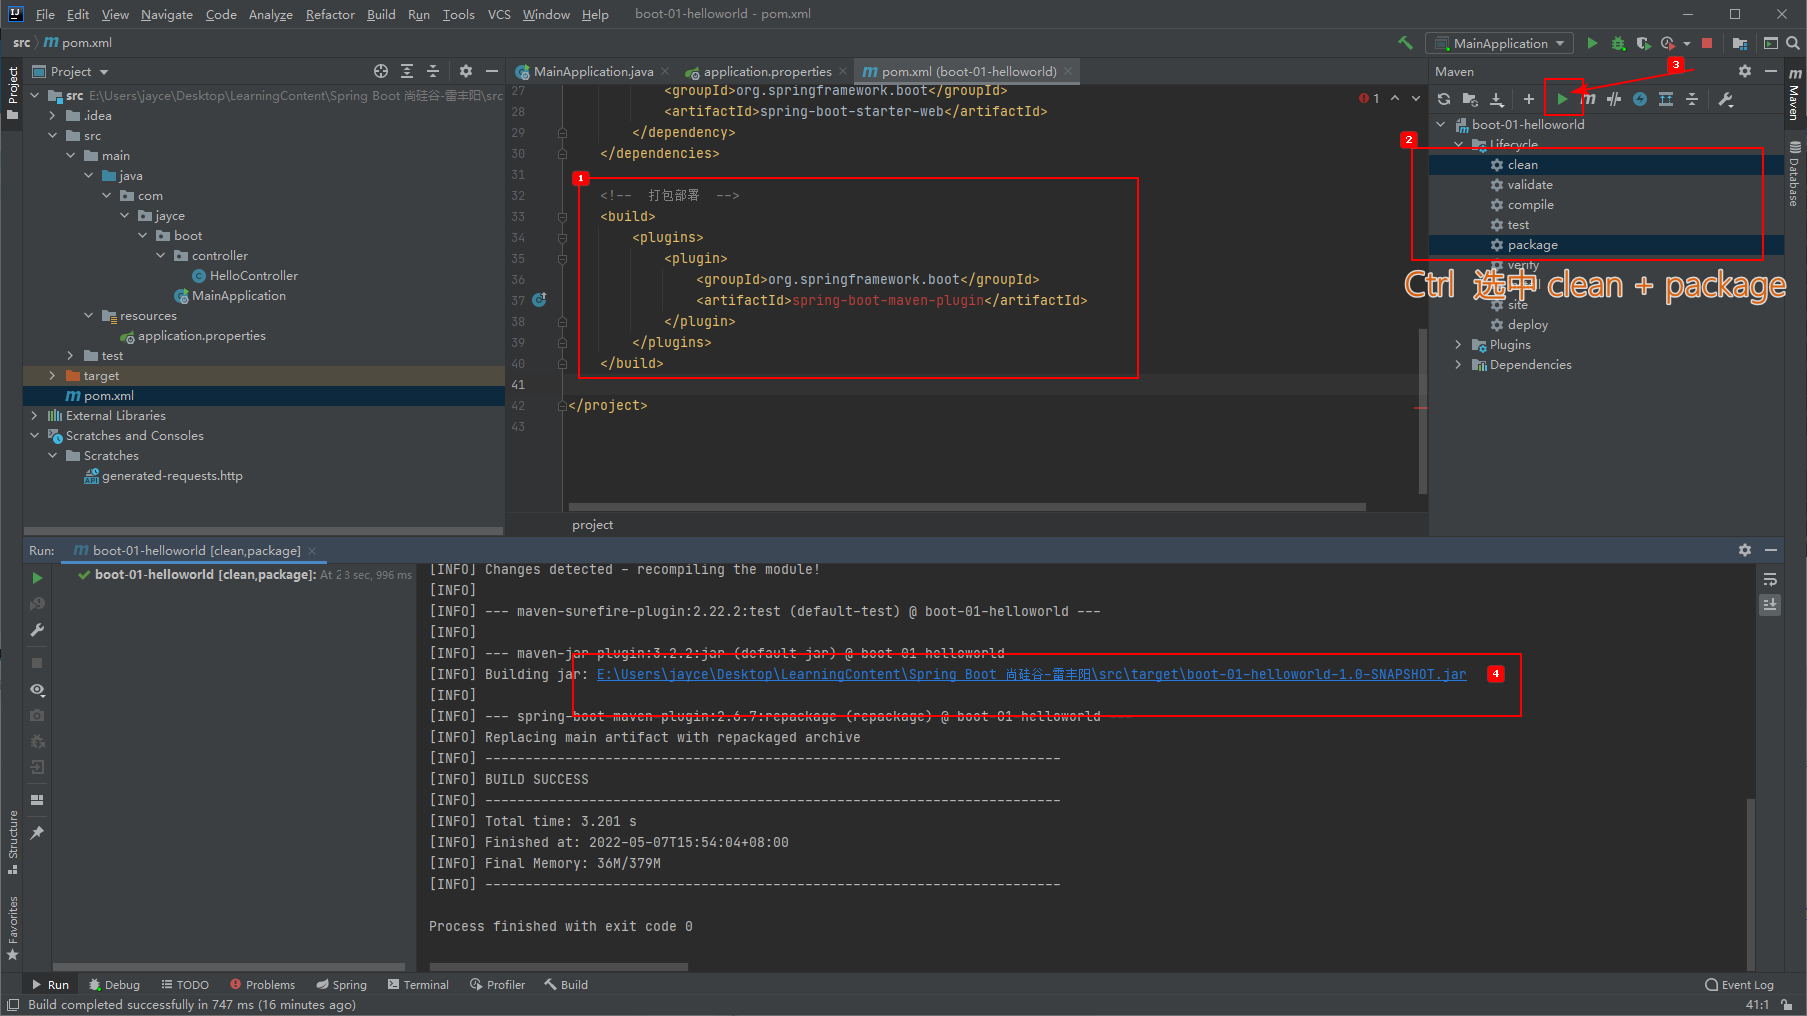 File Edit View Navigate Code Analyze Refactor Build Run Tools VCS Window Help boot-01-helloworld - pom.xml
src pom.xml
MainApplication
Project
MainApplication.java
application.properties
pom.xml (boot-01-helloworld)
Maven
3
Project
src E:\Users\jayce\Desktop\LearningContent\Spring Boot 尚硅谷-雷丰阳\src
.idea
src
main
java
com
jayce
boot
controller
HelloController
MainApplication
resources
application.properties
test
target
pom.xml
External Libraries
Scratches and Consoles
Scratches
generated-requests.http
27 <groupId>org.springframework.boot</groupId>
28 <artifactId>spring-boot-starter-web</artifactId>
29 </dependency>
30 </dependencies>
31
32 <!-- 打包部署 -->
33 <build>
34 <plugins>
35 <plugin>
36 <groupId>org.springframework.boot</groupId>
37 <artifactId>spring-boot-maven-plugin</artifactId>
38 </plugin>
39 </plugins>
40 </build>
41
42 </project>
43
1
1
project
2
boot-01-helloworld
Lifecycle
clean
validate
compile
test
package
verify
Ctrl 选中 clean + package
site
deploy
Plugins
Dependencies
Maven
Database
Run: boot-01-helloworld [clean,package]
boot-01-helloworld [clean,package]: At 2 3 sec, 996 ms
[INFO] Changes detected - recompiling the module!
[INFO]
[INFO] --- maven-surefire-plugin:2.22.2:test (default-test) @ boot-01-helloworld ---
[INFO]
[INFO] --- maven-jar-plugin:3.2.2:jar (default-jar) @ boot-01-helloworld
[INFO] Building jar: E:\Users\jayce\Desktop\LearningContent\Spring Boot 尚硅谷-雷丰阳\src\target\boot-01-helloworld-1.0-SNAPSHOT.jar
4
[INFO]
[INFO] --- spring-boot-maven-plugin:2.6.7:repackage (repackage) @ boot-01-helloworld ---
[INFO] Replacing main artifact with repackaged archive
[INFO] ------------------------------------------------------------------------
[INFO] BUILD SUCCESS
[INFO] ------------------------------------------------------------------------
[INFO] Total time: 3.201 s
[INFO] Finished at: 2022-05-07T15:54:04+08:00
[INFO] Final Memory: 36M/379M
[INFO] ------------------------------------------------------------------------
Process finished with exit code 0
Structure
Favorites
Run Debug TODO Problems Spring Terminal Profiler Build Event Log
Build completed successfully in 747 ms (16 minutes ago) 41:1